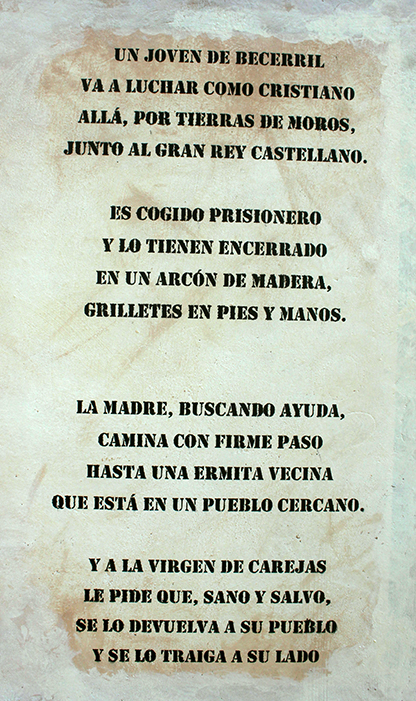 UN JOVEN DE BECERRIL
VA A LUCHAR COMO CRISTIANO
ALLÁ, POR TIERRAS DE MOROS,
JUNTO AL GRAN REY CASTELLANO.
ES COGIDO PRISIONERO
Y LO TIENEN ENCERRADO
EN UN ARCÓN DE MADERA,
GRILLETES EN PIES Y MANOS.
LA MADRE, BUSCANDO AYUDA,
CAMINA CON FIRME PASO
HASTA UNA ERMITA VECINA
QUE ESTÁ EN UN PUEBLO CERCANO.
Y A LA VIRGEN DE CAREJAS
LE PIDE QUE, SANO Y SALVO,
SE LO DEVUELVA A SU PUEBLO
Y SE LO TRAIGA A SU LADO